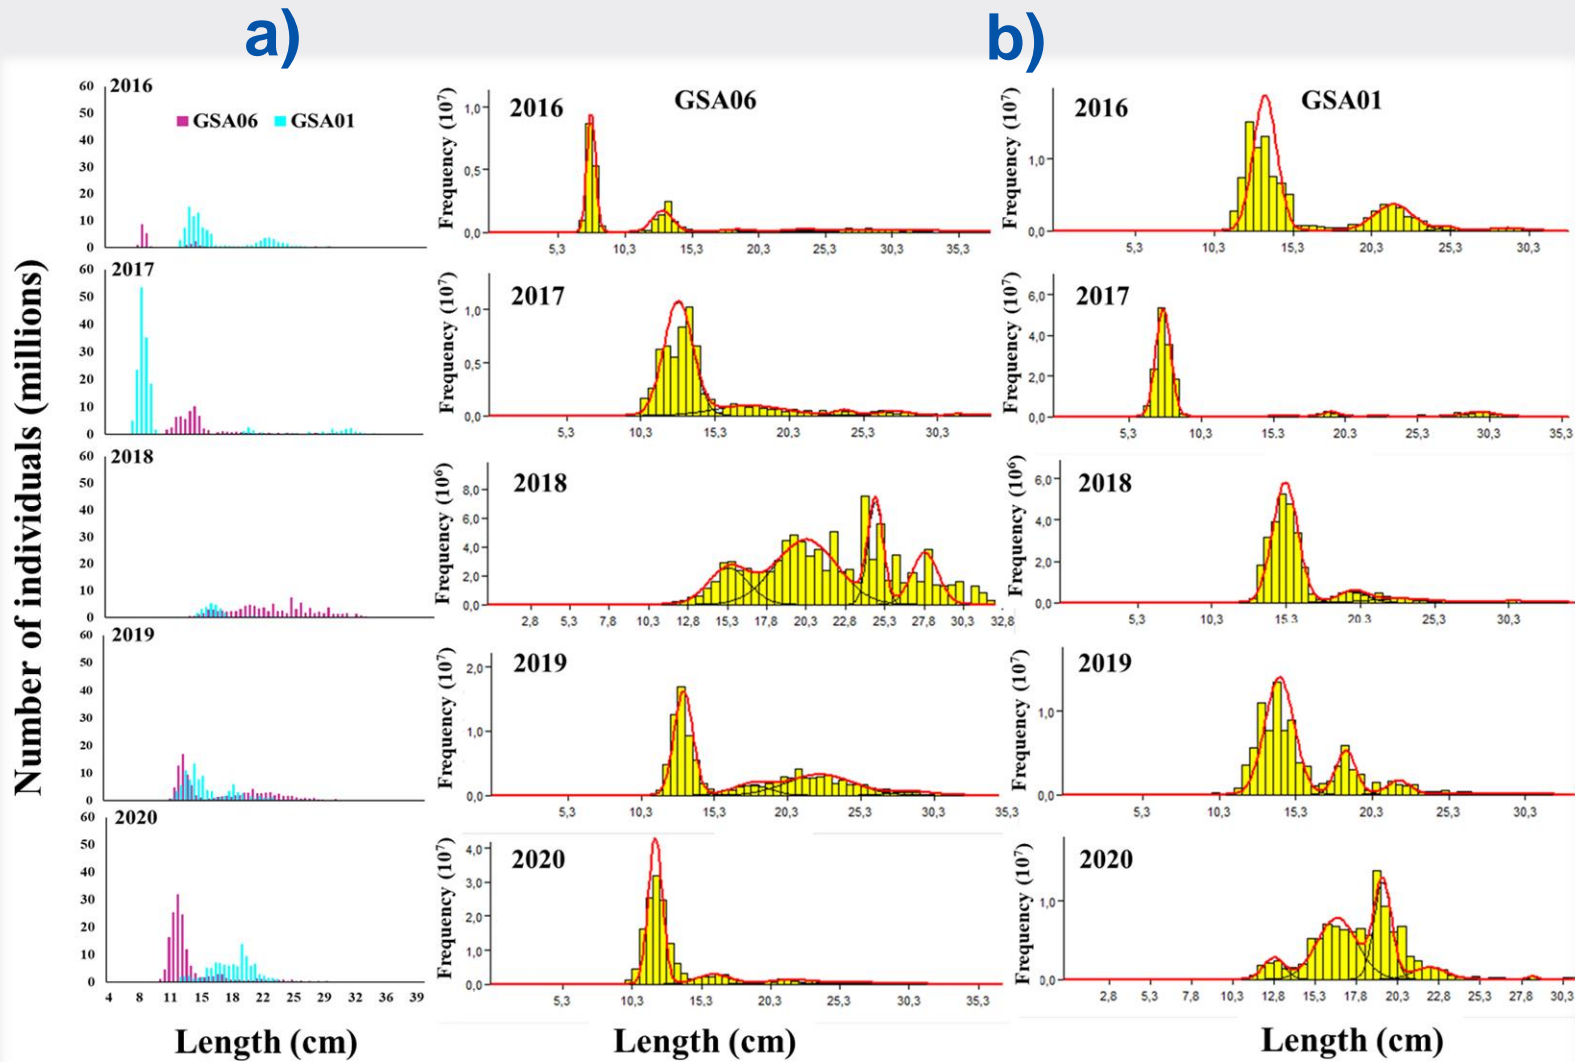 a)
b)
Number of individuals (millions)
2016
GSA06 GSA01
60
50
40
30
20
10
0
2017
60
50
40
30
20
10
0
2018
60
50
40
30
20
10
0
2019
60
50
40
30
20
10
0
2020
60
50
40
30
20
10
0
4 8 11 15 18 22 25 29 32 36 39
Length (cm)
GSA06
2016
Frequency (10⁷)
1,0
0,5
0,0
5,3 10,3 15,3 20,3 25,3 30,3 35,3
2017
Frequency (10⁷)
1,0
0,5
0,0
5,3 10,3 15,3 20,3 25,3 30,3
2018
Frequency (10⁶)
8,0
6,0
4,0
2,0
0,0
2,8 5,3 7,8 10,3 12,8 15,3 17,8 20,3 22,8 25,3 27,8 30,3 32,8
2019
Frequency (10⁷)
2,0
1,0
0,0
5,3 10,3 15,3 20,3 25,3 30,3 35,3
2020
Frequency (10⁷)
4,0
3,0
2,0
1,0
0,0
5,3 10,3 15,3 20,3 25,3 30,3 35,3
Length (cm)
GSA01
2016
Frequency (10⁷)
1,0
0,0
5,3 10,3 15,3 20,3 25,3 30,3
2017
Frequency (10⁷)
6,0
4,0
2,0
0,0
5,3 10,3 15,3 20,3 25,3 30,3 35,3
2018
Frequency (10⁶)
6,0
4,0
2,0
0,0
5,3 10,3 15,3 20,3 25,3 30,3
2019
Frequency (10⁷)
1,0
0,0
5,3 10,3 15,3 20,3 25,3 30,3
2020
Frequency (10⁷)
1,0
0,0
2,8 5,3 7,8 10,3 12,8 15,3 17,8 20,3 22,8 25,3 27,8 30,3
Length (cm)